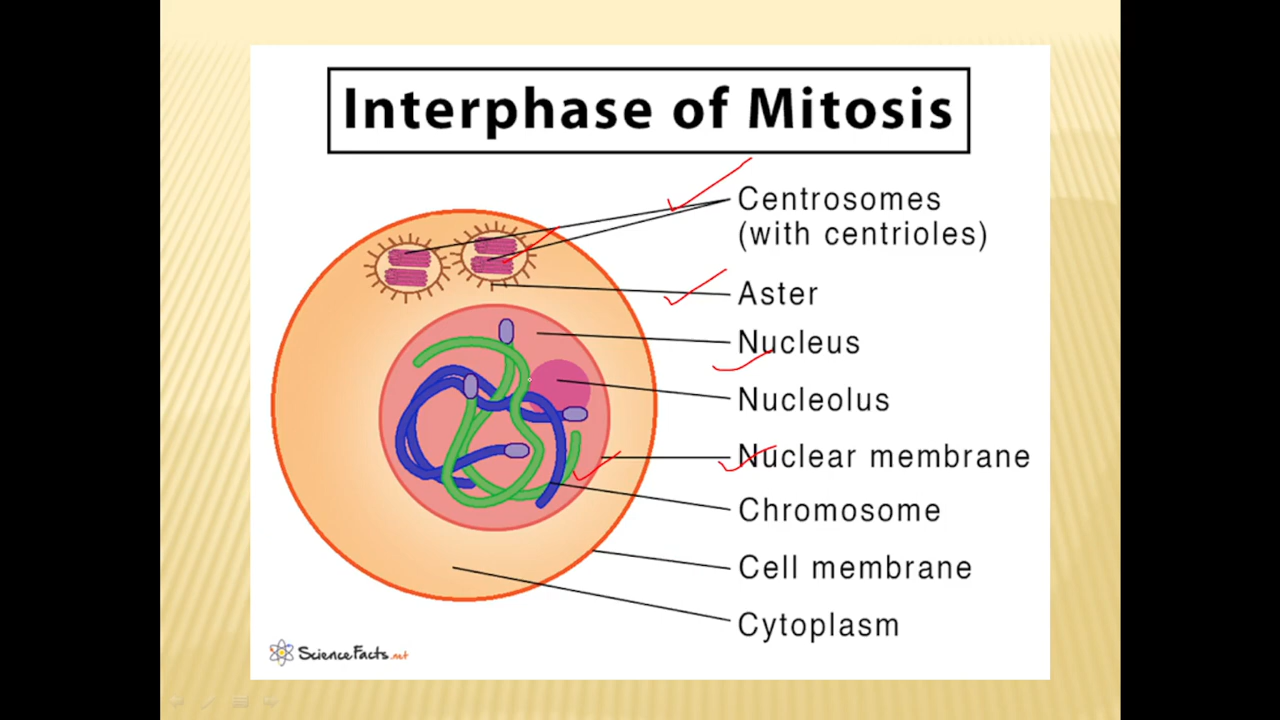 Interphase of Mitosis
Centrosomes
(with centrioles)
Aster
Nucleus
Nucleolus
Nuclear membrane
Chromosome
Cell membrane
Cytoplasm
ScienceFacts.net